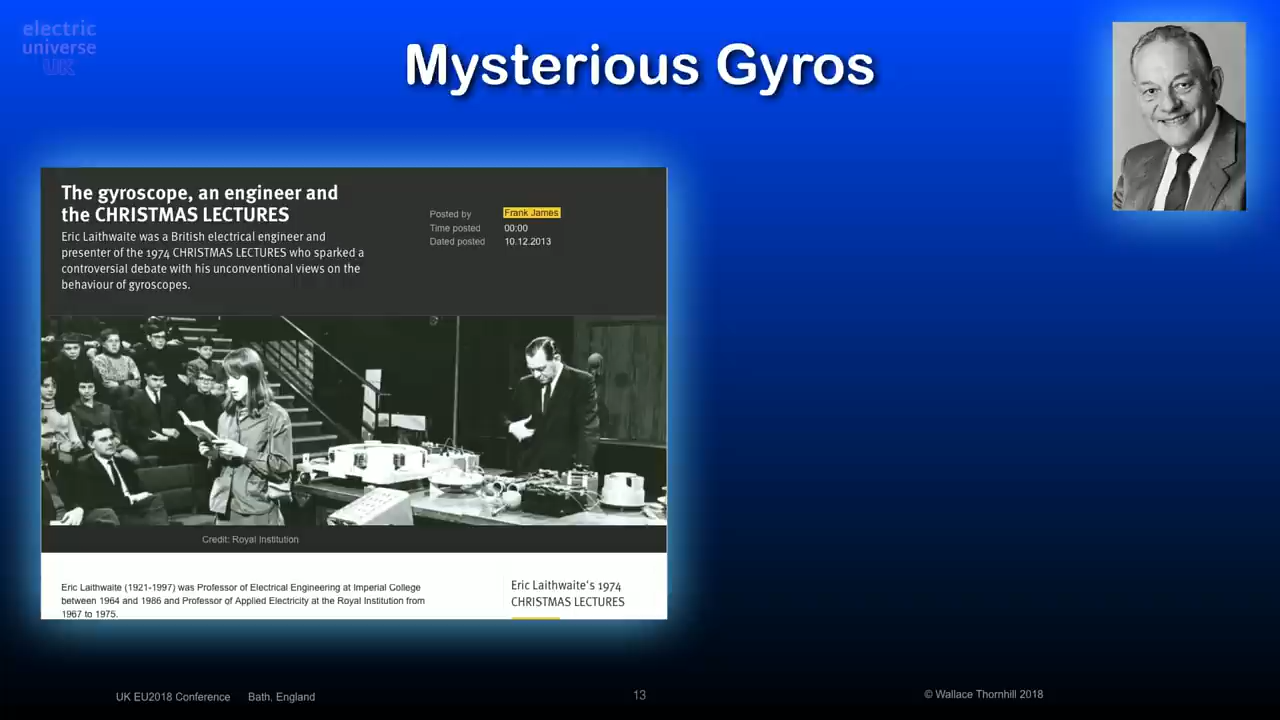 electric
universe
UK
Mysterious Gyros
The gyroscope, an engineer and
the CHRISTMAS LECTURES
Eric Laithwaite was a British electrical engineer and
presenter of the 1974 CHRISTMAS LECTURES who sparked a
controversial debate with his unconventional views on the
behaviour of gyroscopes.
Posted by Frank James
Time posted 00:00
Dated posted 10.12.2013
Credit: Royal Institution
Eric Laithwaite (1921-1997) was Professor of Electrical Engineering at Imperial College
between 1964 and 1986 and Professor of Applied Electricity at the Royal Institution from
1967 to 1975.
Eric Laithwaite's 1974
CHRISTMAS LECTURES
UK EU2018 Conference Bath, England
13
© Wallace Thornhill 2018